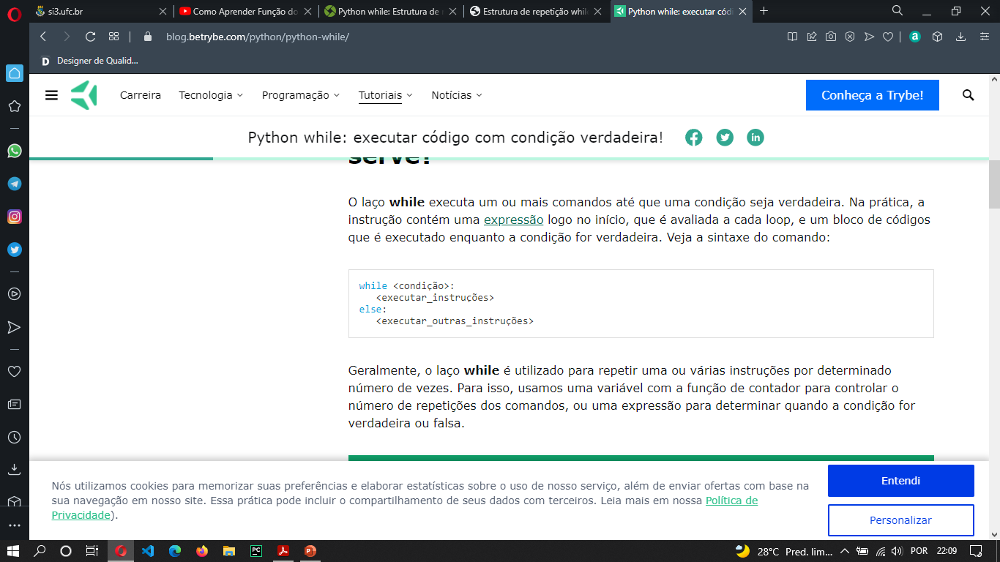 si3.ufc.br
Como Aprender Função do
Python while: Estrutura de
Estrutura de repetição whil
Python while: executar códi
blog.betrybe.com/python/python-while/
a
D Designer de Qualid...
Carreira Tecnologia Programação Tutoriais Notícias
Conheça a Trybe!
Python while: executar código com condição verdadeira!
serve?
O laço while executa um ou mais comandos até que uma condição seja verdadeira. Na prática, a
instrução contém uma expressão logo no início, que é avaliada a cada loop, e um bloco de códigos
que é executado enquanto a condição for verdadeira. Veja a sintaxe do comando:
while <condição>:
<executar_instruções>
else:
<executar_outras_instruções>
Geralmente, o laço while é utilizado para repetir uma ou várias instruções por determinado
número de vezes. Para isso, usamos uma variável com a função de contador para controlar o
número de repetições dos comandos, ou uma expressão para determinar quando a condição for
verdadeira ou falsa.
Nós utilizamos cookies para memorizar suas preferências e elaborar estatísticas sobre o uso de nosso serviço, além de enviar ofertas com base na
sua navegação em nosso site. Essa prática pode incluir o compartilhamento de seus dados com terceiros. Leia mais em nossa Política de
Privacidade).
Entendi
Personalizar
28°C Pred. lim... POR 22:09